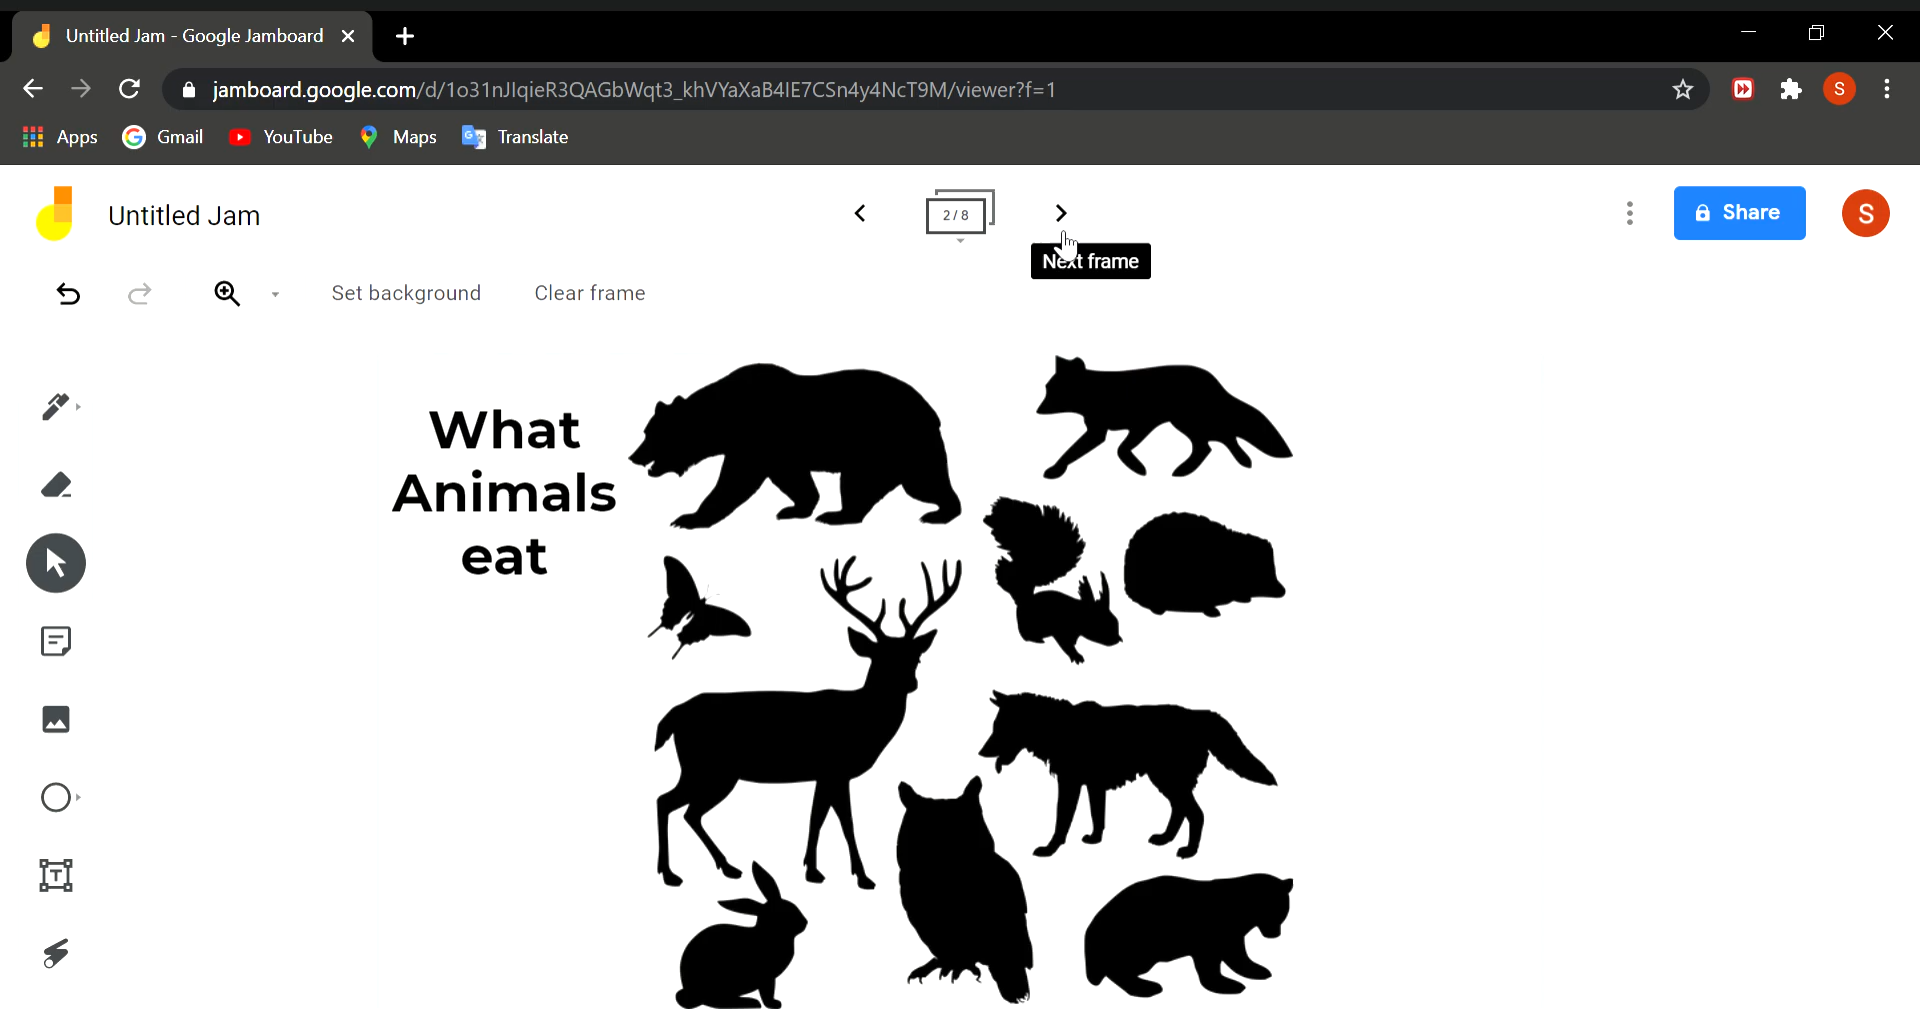 Untitled Jam - Google Jamboard
jamboard.google.com/d/1o31nJIqieR3QAGbWqt3_khVYaXaB4IE7CSn4y4NcT9M/viewer?f=1
S
Apps Gmail YouTube Maps Translate
Untitled Jam
2/8
Share
S
Next frame
Set background Clear frame
What
Animals
eat